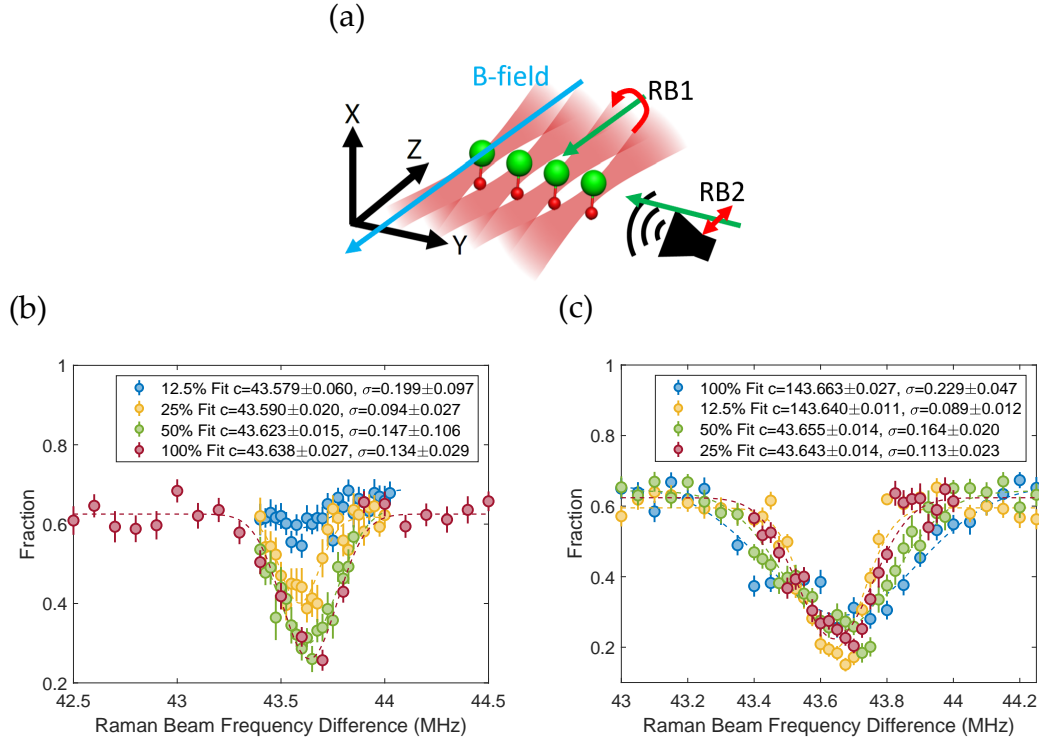 (a)
B-field
RB1
X
Z
RB2
Y
(b)
(c)
1
12.5% Fit c=43.579±0.060, σ=0.199±0.097
25% Fit c=43.590±0.020, σ=0.094±0.027
50% Fit c=43.623±0.015, σ=0.147±0.106
100% Fit c=43.638±0.027, σ=0.134±0.029
0.8
0.6
0.4
0.2
Fraction
42.5 43 43.5 44 44.5
Raman Beam Frequency Difference (MHz)
1
100% Fit c=143.663±0.027, σ=0.229±0.047
12.5% Fit c=143.640±0.011, σ=0.089±0.012
50% Fit c=43.655±0.014, σ=0.164±0.020
25% Fit c=43.643±0.014, σ=0.113±0.023
0.8
0.6
0.4
0.2
Fraction
43 43.2 43.4 43.6 43.8 44 44.2
Raman Beam Frequency Difference (MHz)